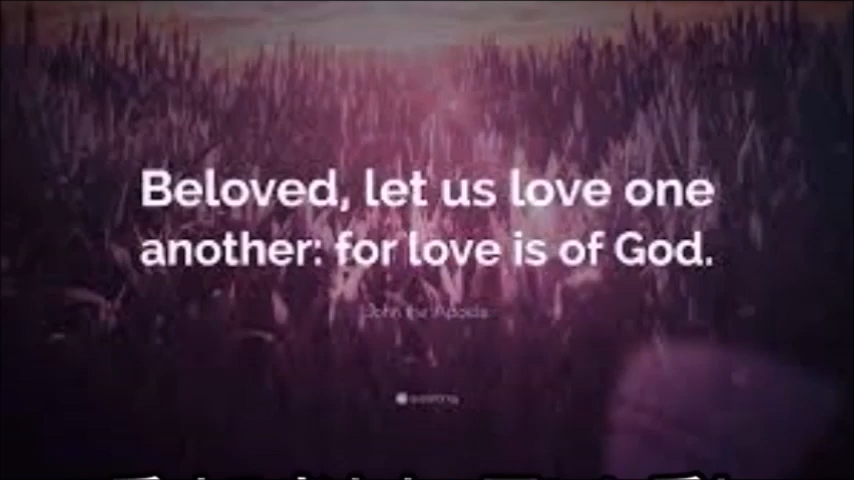 Beloved, let us love one
another: for love is of God.
John the Apostle